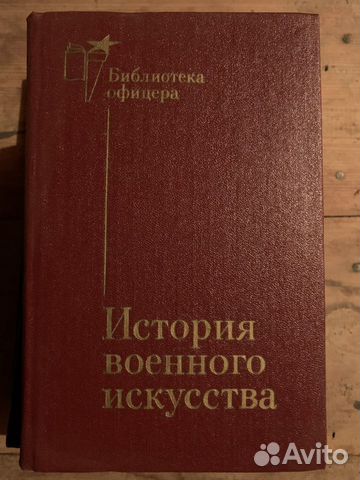 Библиотека
офицера
История
военного
искусства
Avito